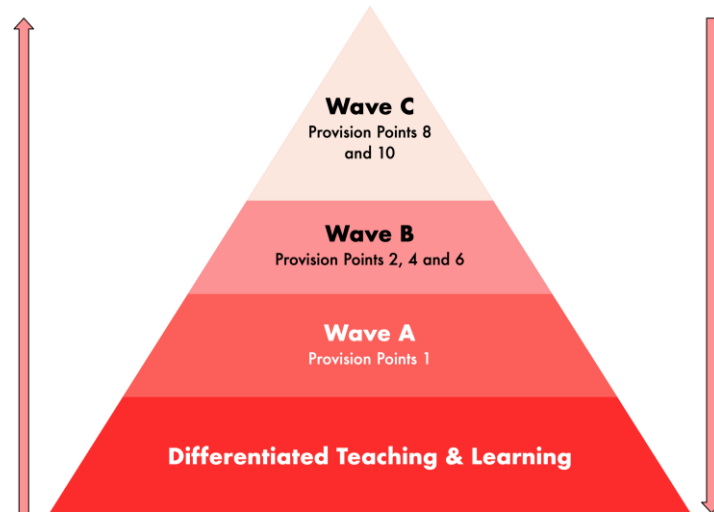 Wave C
Provision Points 8
and 10
Wave B
Provision Points 2, 4 and 6
Wave A
Provision Points 1
Differentiated Teaching & Learning